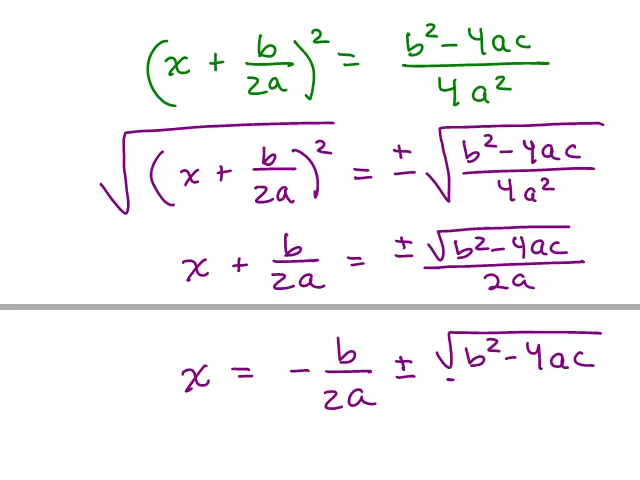 (x + b/2a)² = b² - 4ac / 4a²
√(x + b/2a)² = ± √b² - 4ac / 4a²
x + b/2a = ± √b² - 4ac / 2a
x = - b/2a ± √b² - 4ac